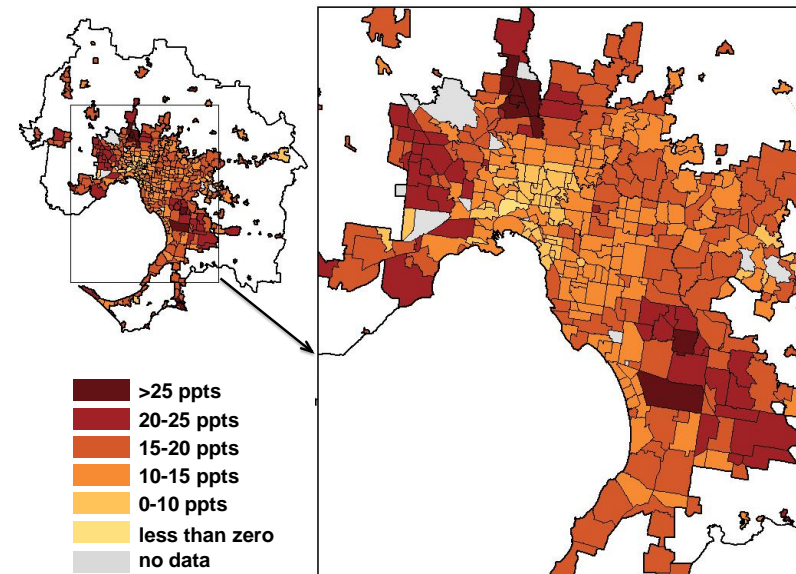 >25 ppts
20-25 ppts
15-20 ppts
10-15 ppts
0-10 ppts
less than zero
no data